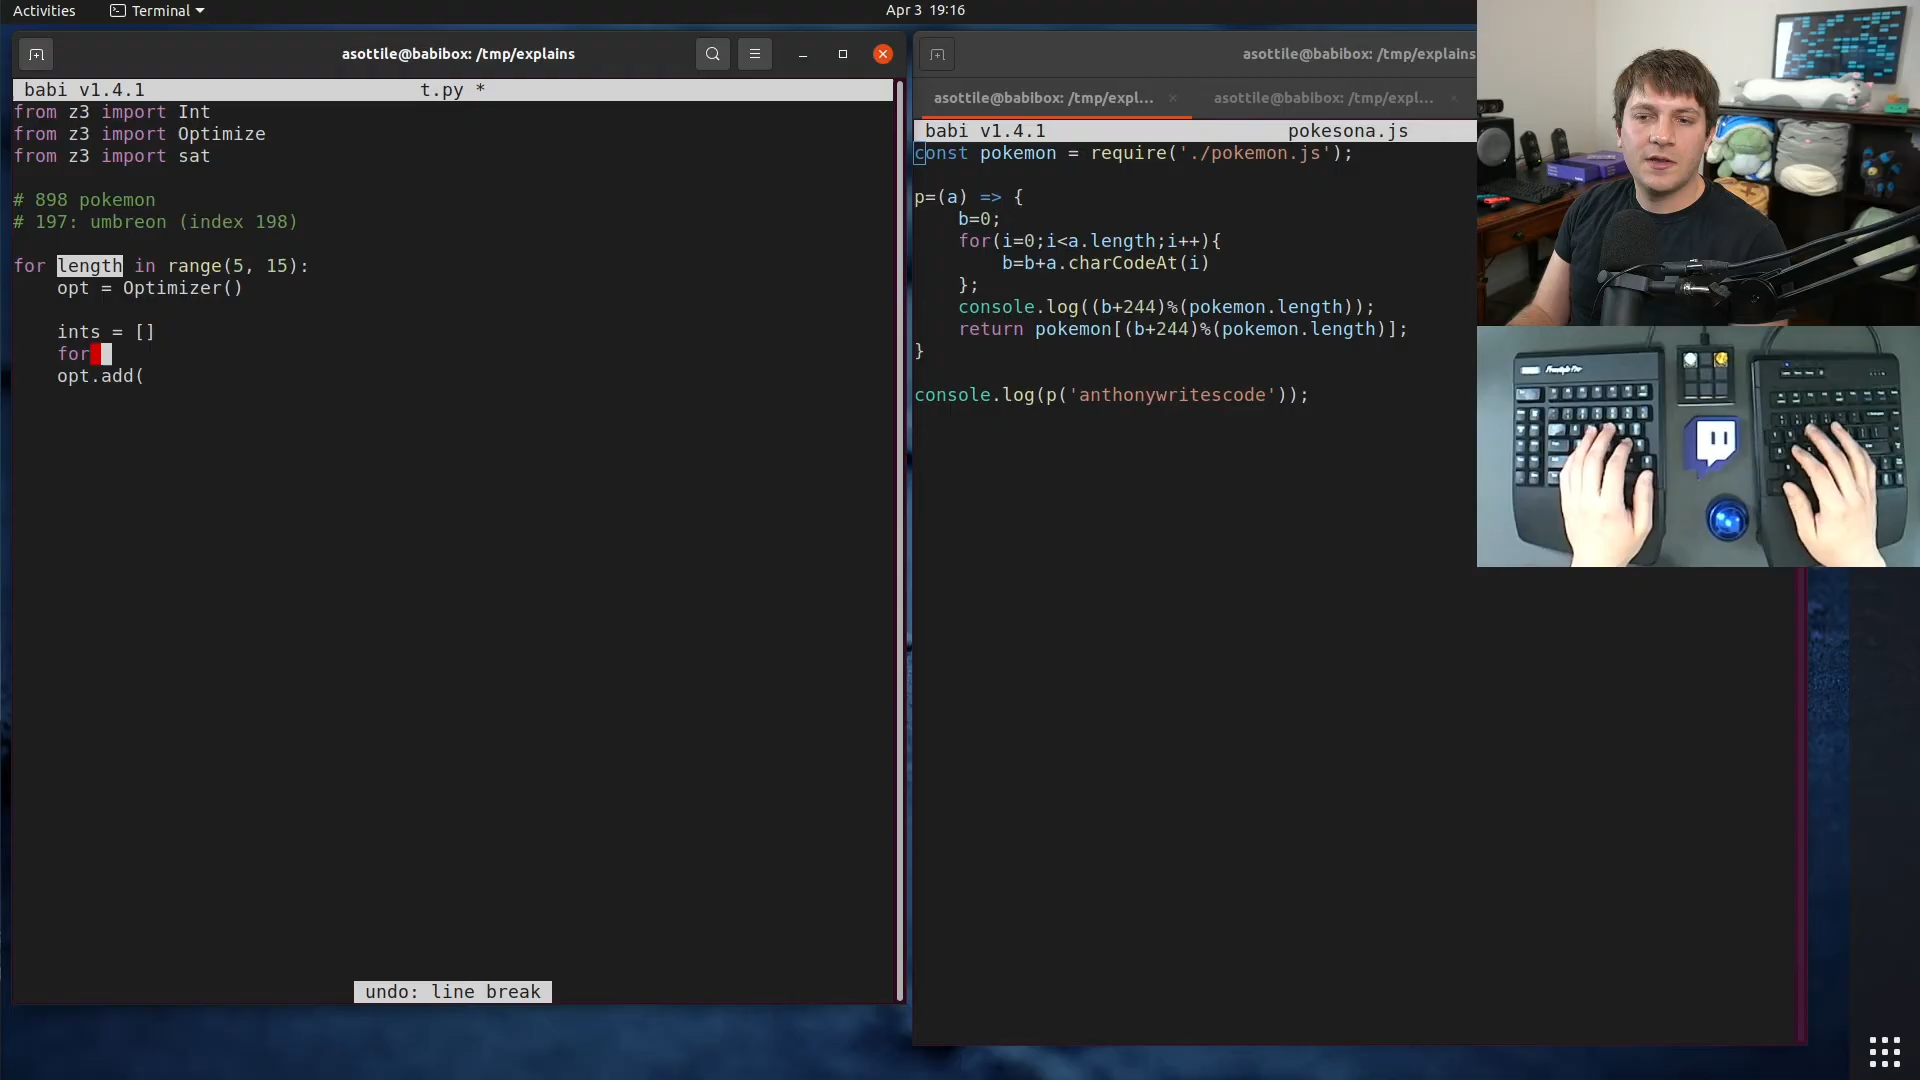 Activities
Terminal
Apr 3 19:16
asottile@babibox: /tmp/explains
babi v1.4.1 t.py *
from z3 import Int
from z3 import Optimize
from z3 import sat
# 898 pokemon
# 197: umbreon (index 198)
for length in range(5, 15):
opt = Optimizer()
ints = []
for
opt.add(
undo: line break
asottile@babibox: /tmp/explains
asottile@babibox: /tmp/expl...
asottile@babibox: /tmp/expl...
babi v1.4.1 pokesona.js
const pokemon = require('./pokemon.js');
p=(a) => {
b=0;
for(i=0;i<a.length;i++){
b=b+a.charCodeAt(i)
};
console.log((b+244)%(pokemon.length));
return pokemon[(b+244)%(pokemon.length)];
}
console.log(p('anthonywritescode'));